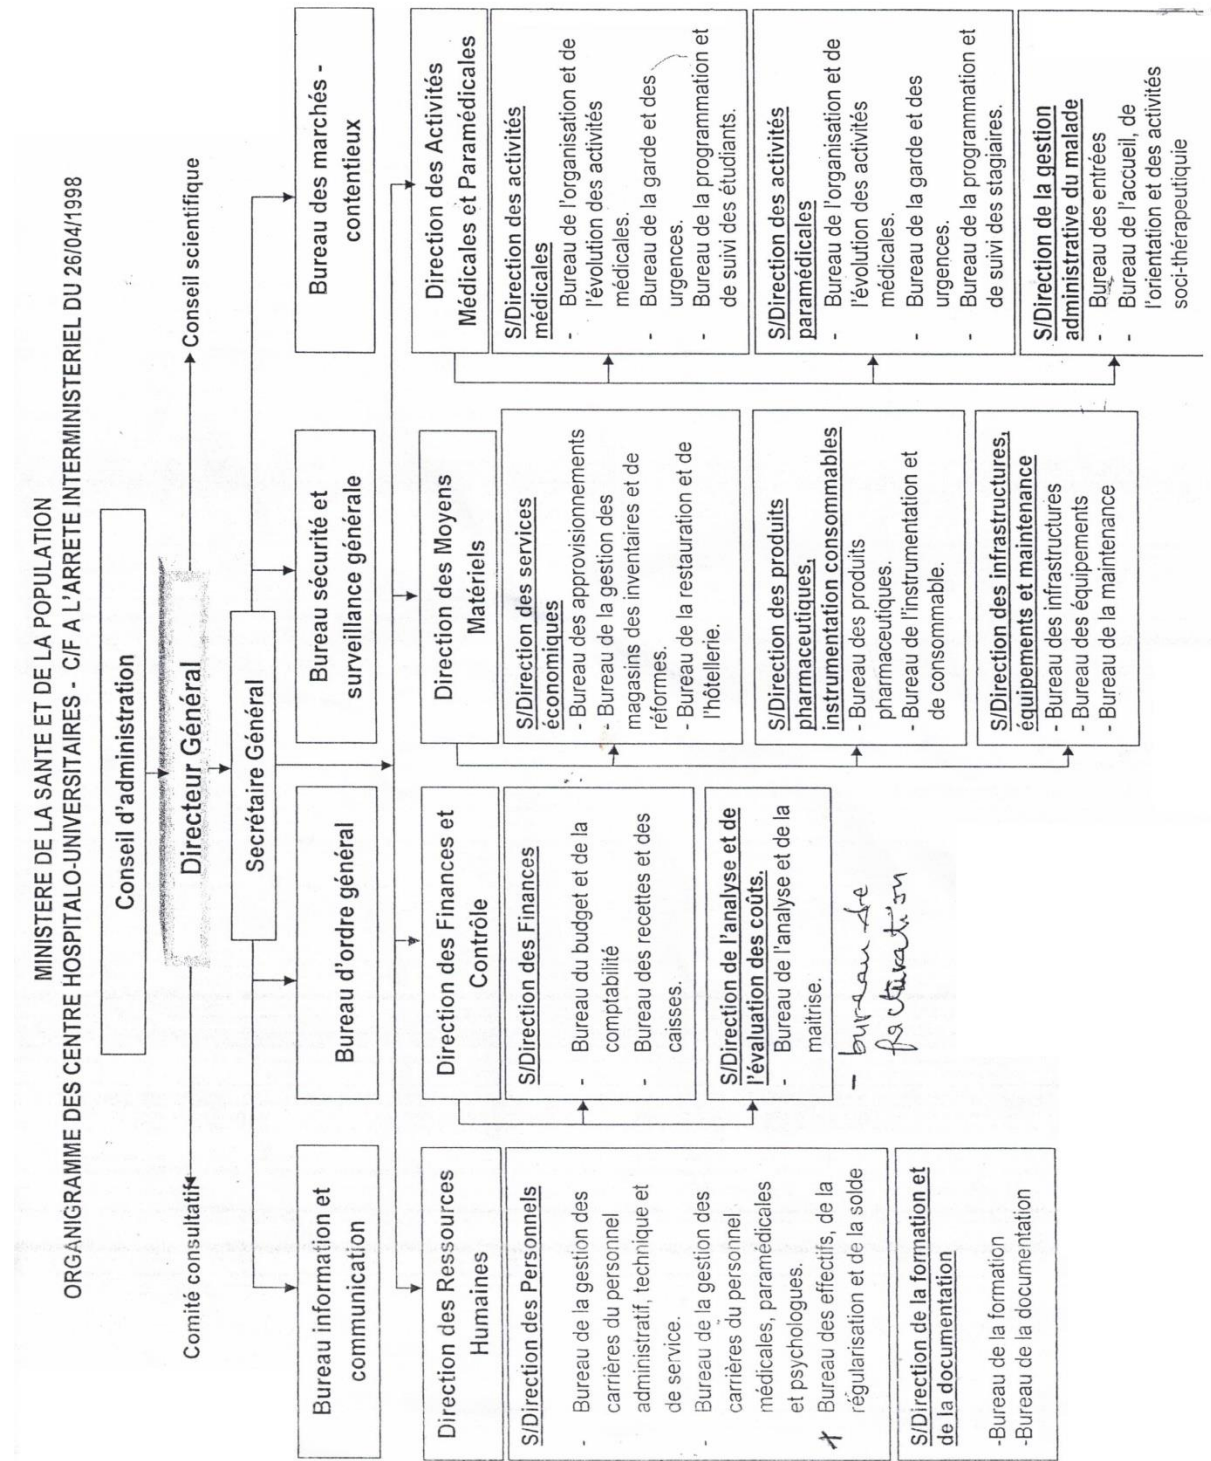 MINISTERE DE LA SANTE ET DE LA POPULATION
ORGANIGRAMME DES CENTRE HOSPITALO-UNIVERSITAIRES - C/F A L'ARRETE INTERMINISTERIEL DU 26/04/1998
Conseil d'administration
Directeur Général
Comité consultatif
Conseil scientifique
Secrétaire Général
Bureau information et
communication
Bureau d'ordre général
Bureau sécurité et
surveillance générale
Bureau des marchés -
contentieux
Direction des Ressources
Humaines
S/Direction des Personnels
- Bureau de la gestion des
carrières du personnel
administratif, technique et
de service.
- Bureau de la gestion des
carrières du personnel
médicales, paramédicales
et psychologues.
* Bureau des effectifs, de la
régularisation et de la solde
S/Direction de la formation et
de la documentation
-Bureau de la formation
-Bureau de la documentation
Direction des Finances et
Contrôle
S/Direction des Finances
- Bureau du budget et de la
comptabilité
- Bureau des recettes et des
caisses.
S/Direction de l'analyse et de
l'évaluation des coûts.
- Bureau de l'analyse et de la
maitrise.
- bureau de
facturation
Direction des Moyens
Matériels
S/Direction des services
économiques
- Bureau des approvisionnements
- Bureau de la gestion des
magasins des inventaires et de
réformes.
- Bureau de la restauration et de
l'hôtellerie.
S/Direction des produits
pharmaceutiques,
instrumentation consommables
- Bureau des produits
pharmaceutiques.
- Bureau de l'instrumentation et
de consommable.
S/Direction des infrastructures,
équipements et maintenance
- Bureau des infrastructures
- Bureau des équipements
- Bureau de la maintenance
Direction des Activités
Médicales et Paramédicales
S/Direction des activités
médicales
- Bureau de l'organisation et de
l'évolution des activités
médicales.
- Bureau de la garde et des
urgences.
- Bureau de la programmation et
de suivi des étudiants.
S/Direction des activités
paramédicales
- Bureau de l'organisation et de
l'évolution des activités
médicales.
- Bureau de la garde et des
urgences.
- Bureau de la programmation et
de suivi des stagiaires.
S/Direction de la gestion
administrative du malade
- Bureau des entrées
- Bureau de l'accueil, de
l'orientation et des activités
soci-thérapeutiquie